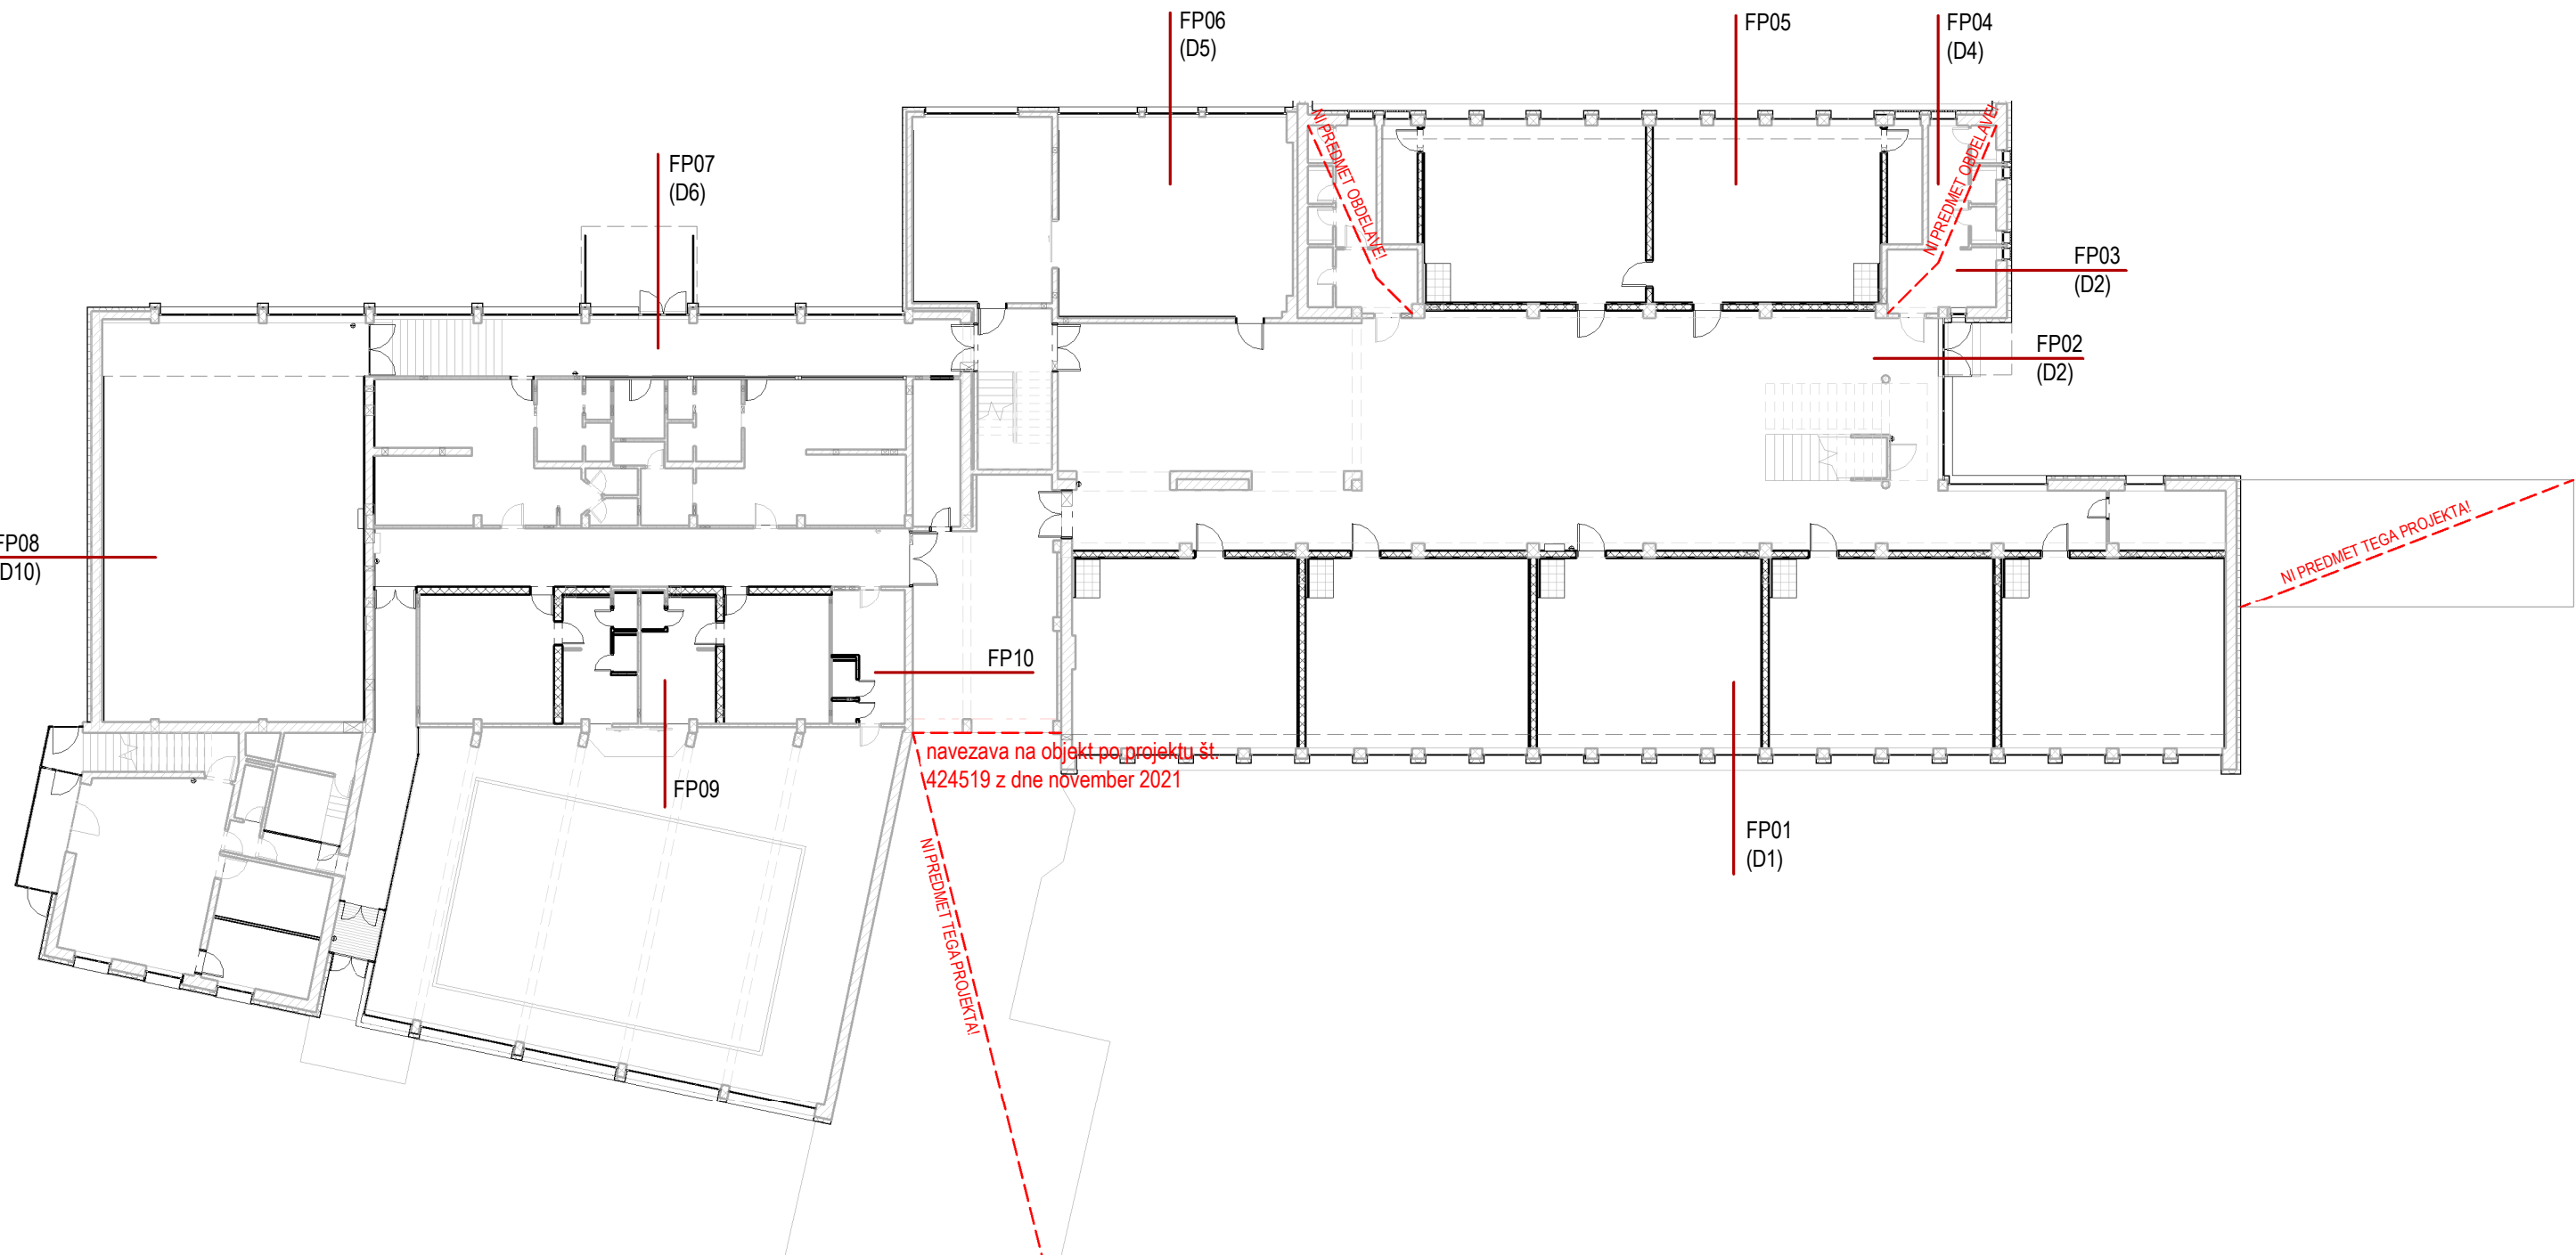 FP06
(D5)
FP05
FP04
(D4)
FP07
(D6)
NI PREDMET OBDELAVE!
NI PREDMET OBDELAVE!
FP03
(D2)
FP02
(D2)
FP08
D10)
NI PREDMET TEGA PROJEKTA!
FP10
navezava na objekt po projektu št.
424519 z dne november 2021
FP09
FP01
(D1)
NI PREDMET TEGA PROJEKTA!